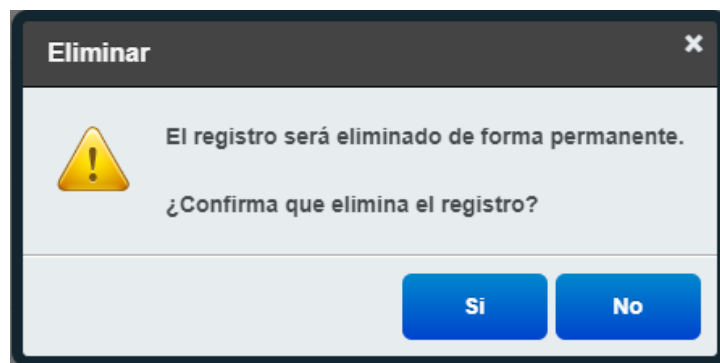 Eliminar
El registro será eliminado de forma permanente.
¿Confirma que elimina el registro?
Si
No